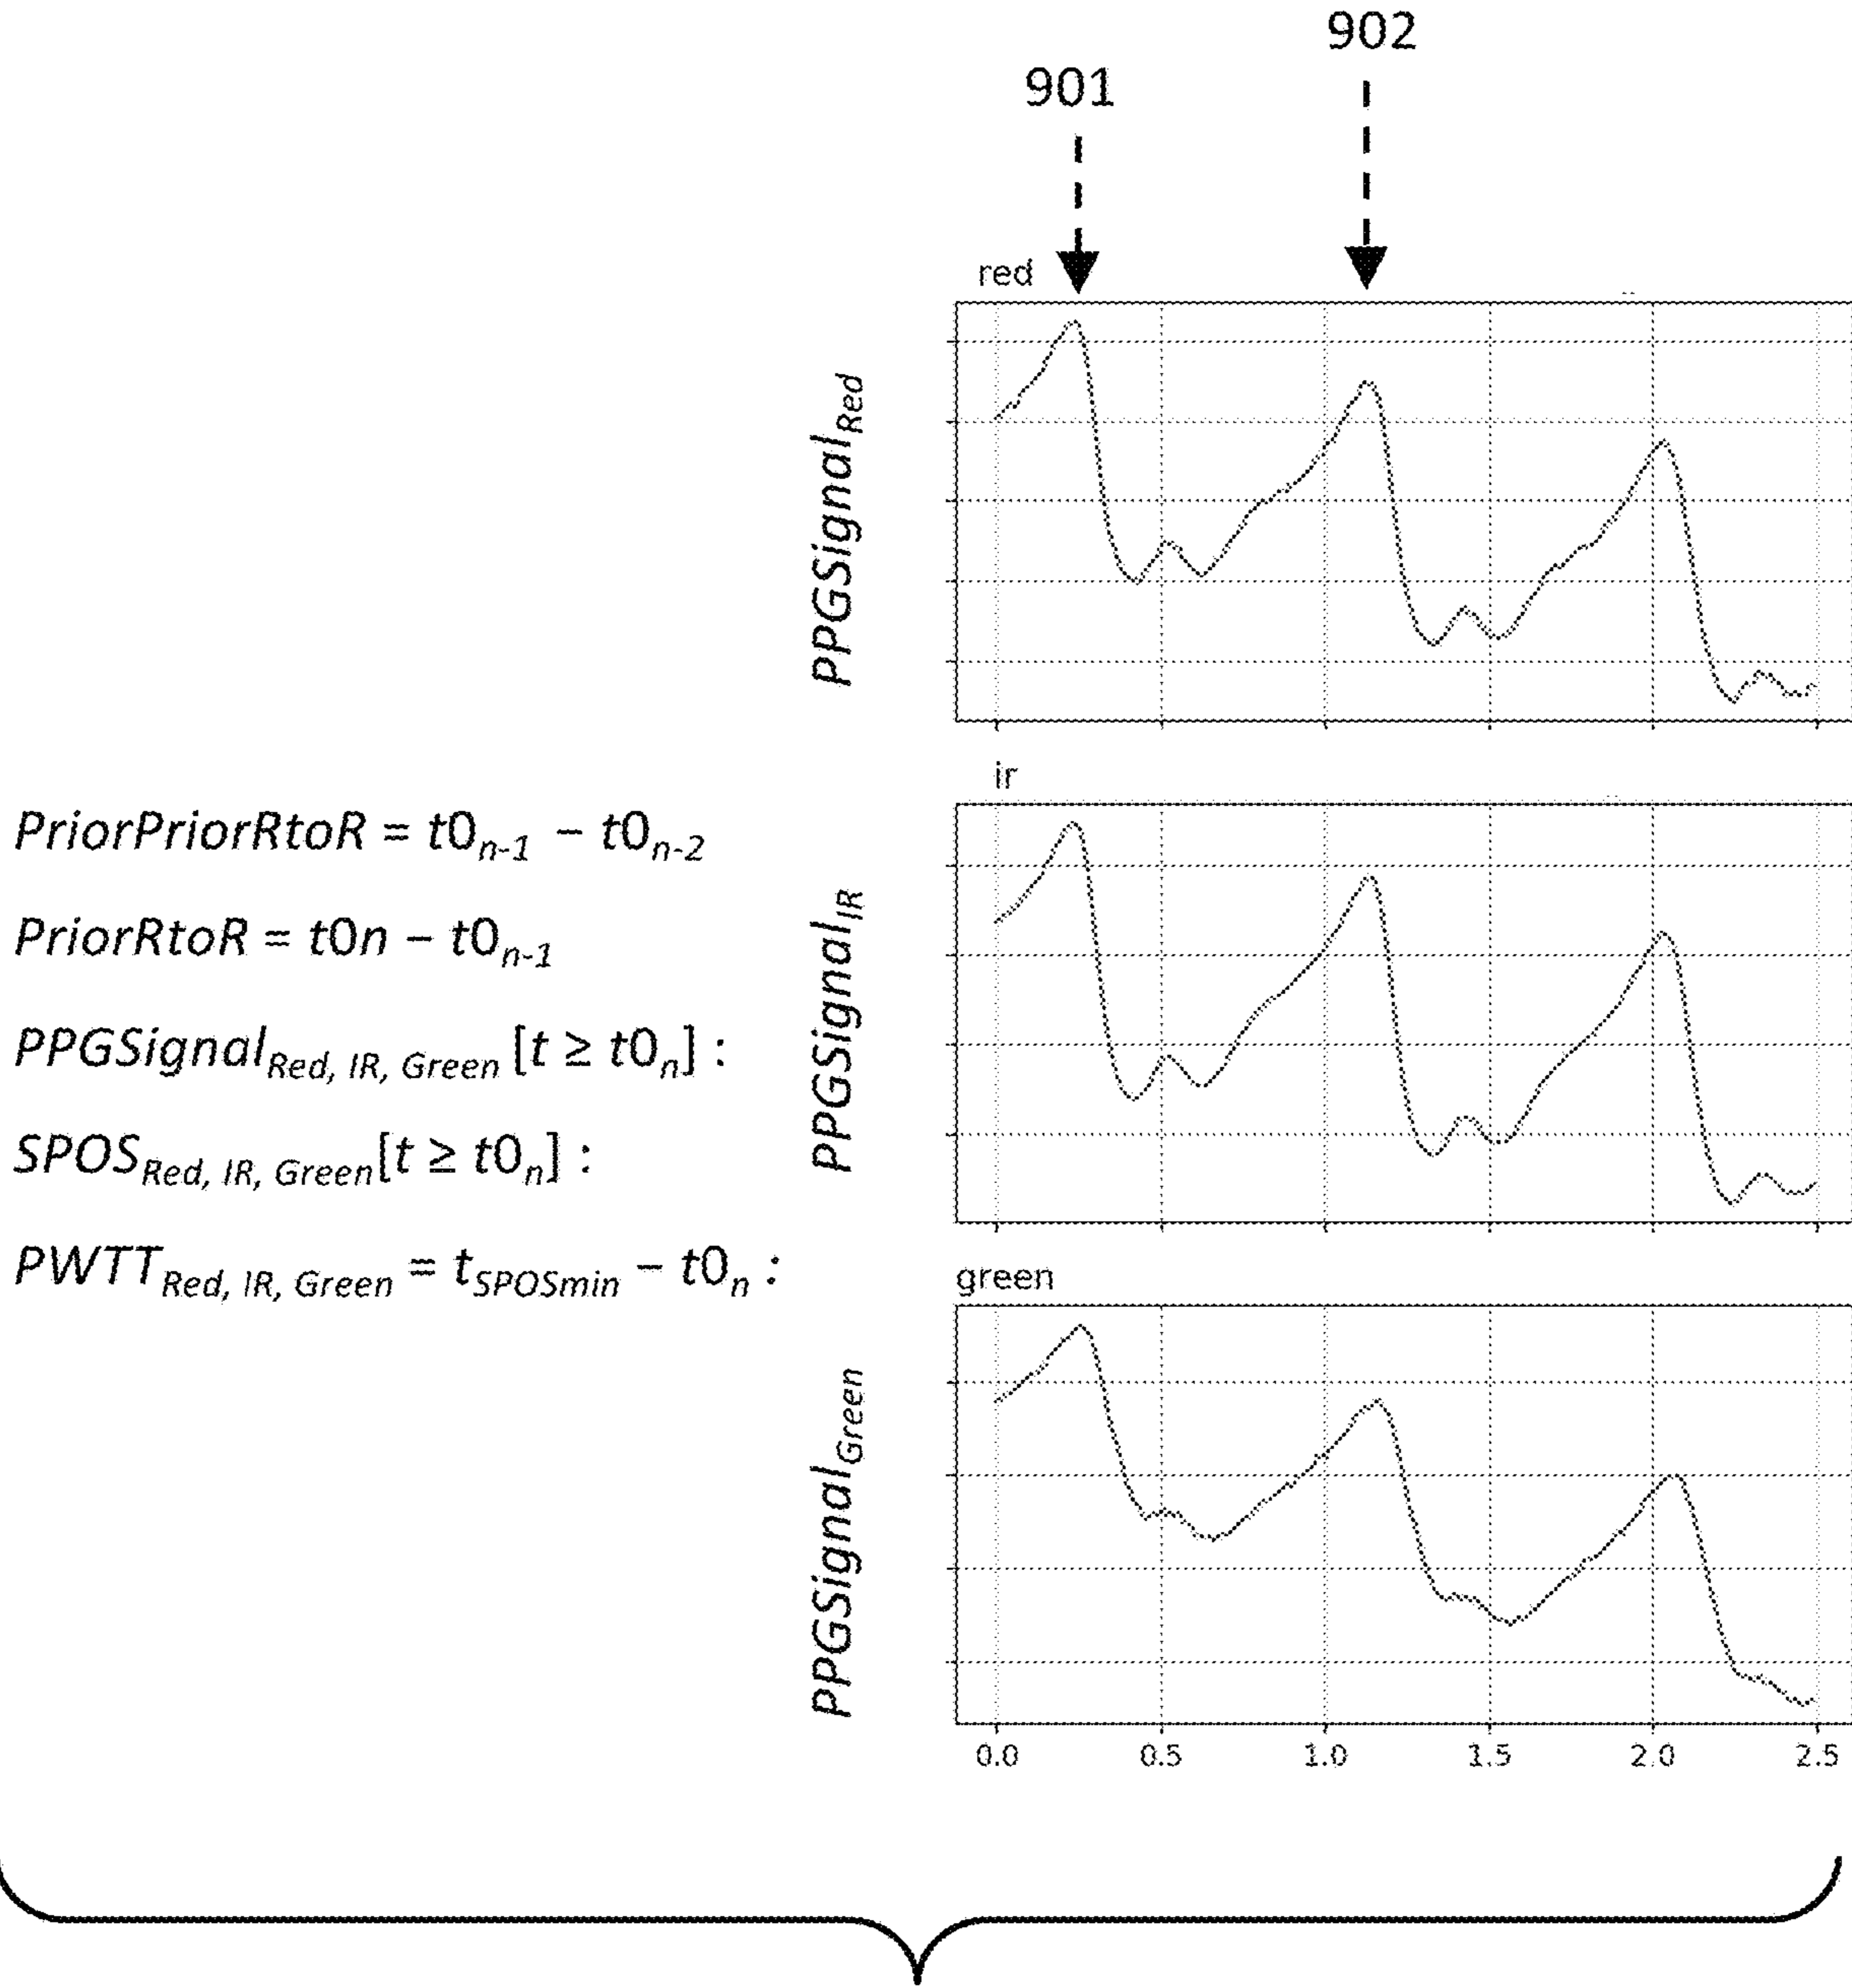 902
901
red
PPGSignalRed
ir
PriorPriorRtoR = t0n-1 – t0n-2
PriorRtoR = t0n – t0n-1
PPGSignalRed, IR, Green [t ≥ t0n] :
SPOSRed, IR, Green[t ≥ t0n] :
PWTTRed, IR, Green = tSPOSmin – t0n :
PPGSignalIR
green
PPGSignalGreen
0.0 0.5 1.0 1.5 2.0 2.5